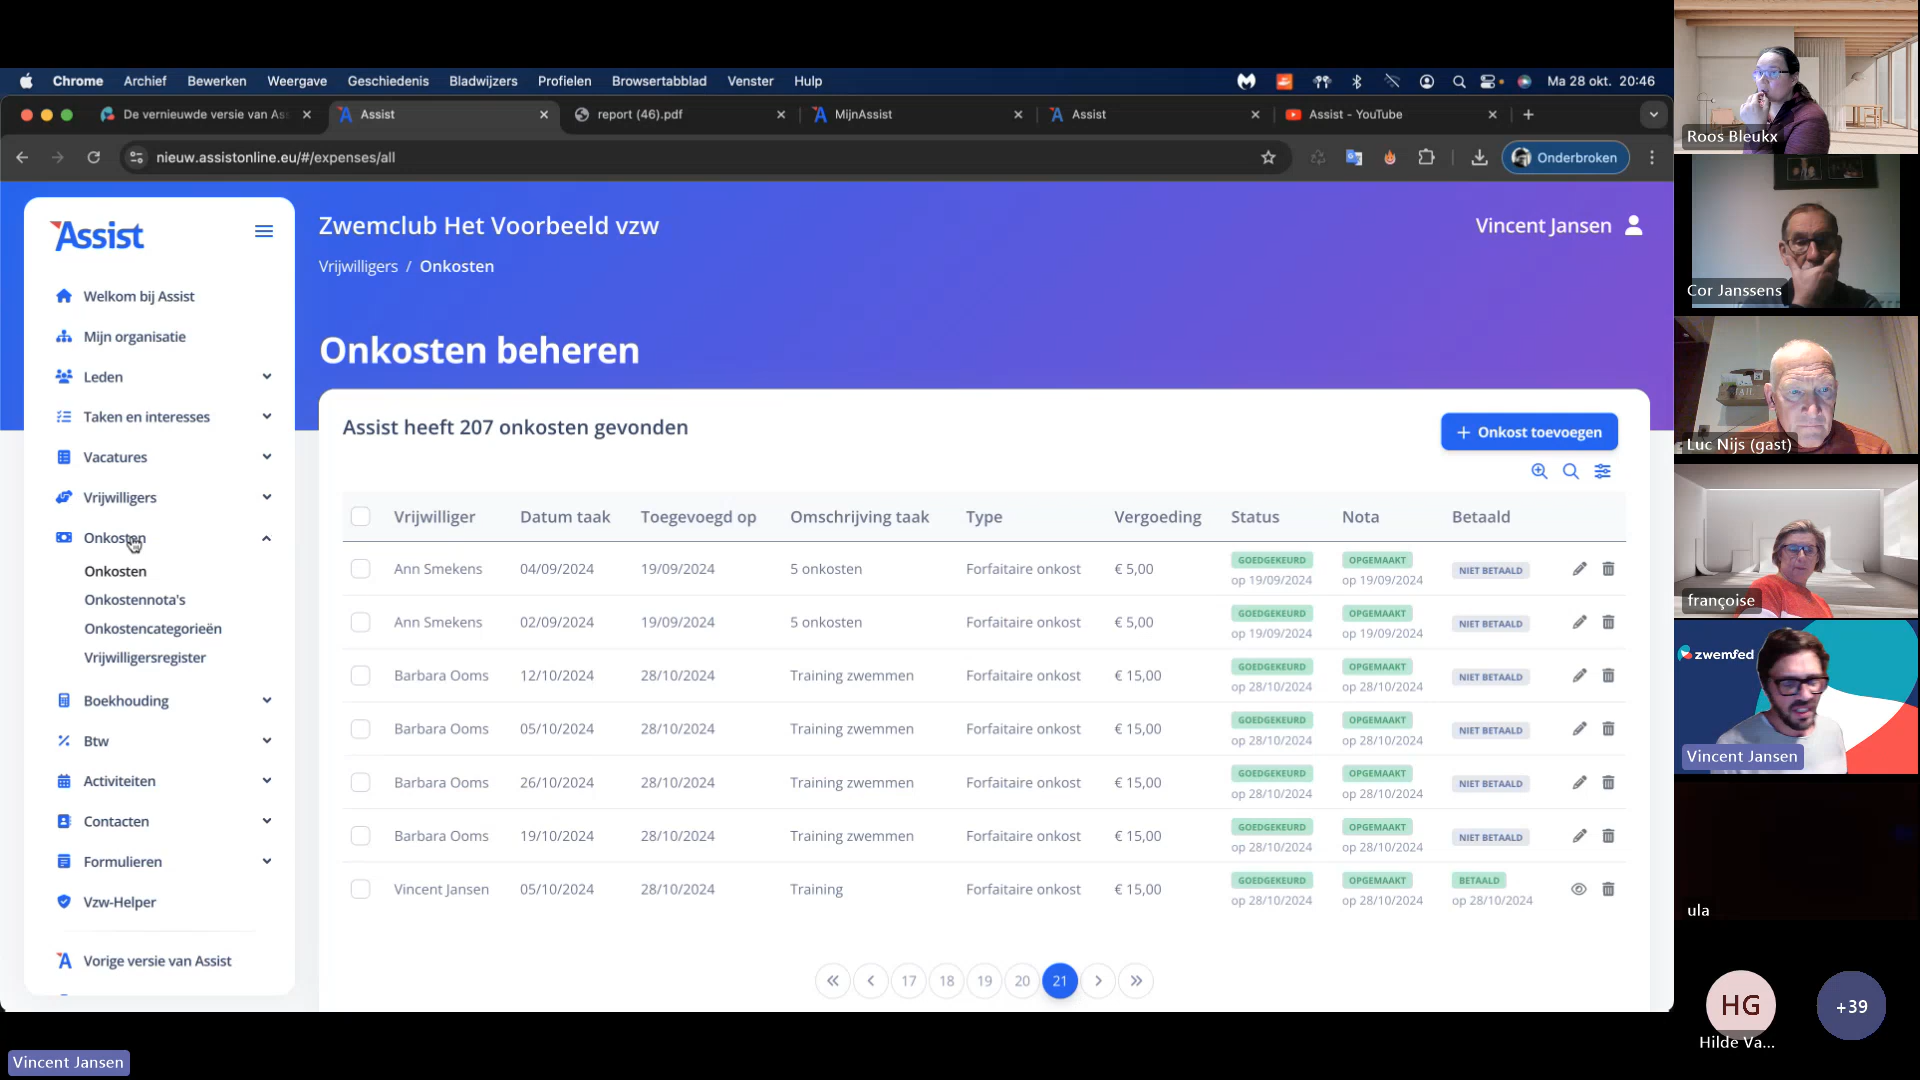 Chrome Archief Bewerken Weergave Geschiedenis Bladwijzers Profielen Browsertabblad Venster Hulp Ma 28 okt. 20:46
De vernieuwde versie van Ass Assist report (46).pdf MijnAssist Assist Assist - YouTube
nieuw.assistonline.eu/#/expenses/all Onderbroken
Assist
Zwemclub Het Voorbeeld vzw
Vincent Jansen
Vrijwilligers / Onkosten
Welkom bij Assist
Mijn organisatie
Leden
Taken en interesses
Vacatures
Vrijwilligers
Onkosten
Onkosten
Onkostennota's
Onkostencategorieën
Vrijwilligersregister
Boekhouding
Btw
Activiteiten
Contacten
Formulieren
Vzw-Helper
Vorige versie van Assist
Onkosten beheren
Assist heeft 207 onkosten gevonden
+ Onkost toevoegen
Vrijwilliger Datum taak Toegevoegd op Omschrijving taak Type Vergoeding Status Nota Betaald
Ann Smekens 04/09/2024 19/09/2024 5 onkosten Forfaitaire onkost € 5,00 GOEDGEKEURD OPGEMAAKT NIET BETAALD
op 19/09/2024 op 19/09/2024
Ann Smekens 02/09/2024 19/09/2024 5 onkosten Forfaitaire onkost € 5,00 GOEDGEKEURD OPGEMAAKT NIET BETAALD
op 19/09/2024 op 19/09/2024
Barbara Ooms 12/10/2024 28/10/2024 Training zwemmen Forfaitaire onkost € 15,00 GOEDGEKEURD OPGEMAAKT NIET BETAALD
op 28/10/2024 op 28/10/2024
Barbara Ooms 05/10/2024 28/10/2024 Training zwemmen Forfaitaire onkost € 15,00 GOEDGEKEURD OPGEMAAKT NIET BETAALD
op 28/10/2024 op 28/10/2024
Barbara Ooms 26/10/2024 28/10/2024 Training zwemmen Forfaitaire onkost € 15,00 GOEDGEKEURD OPGEMAAKT NIET BETAALD
op 28/10/2024 op 28/10/2024
Barbara Ooms 19/10/2024 28/10/2024 Training zwemmen Forfaitaire onkost € 15,00 GOEDGEKEURD OPGEMAAKT NIET BETAALD
op 28/10/2024 op 28/10/2024
Vincent Jansen 05/10/2024 28/10/2024 Training Forfaitaire onkost € 15,00 GOEDGEKEURD OPGEMAAKT BETAALD
op 28/10/2024 op 28/10/2024 op 28/10/2024
« ‹ 17 18 19 20 21 › »
Roos Bleukx
Cor Janssens
Luc Nijs (gast)
françoise
zwemfed
Vincent Jansen
ula
HG
Hilde Va...
+39
Vincent Jansen